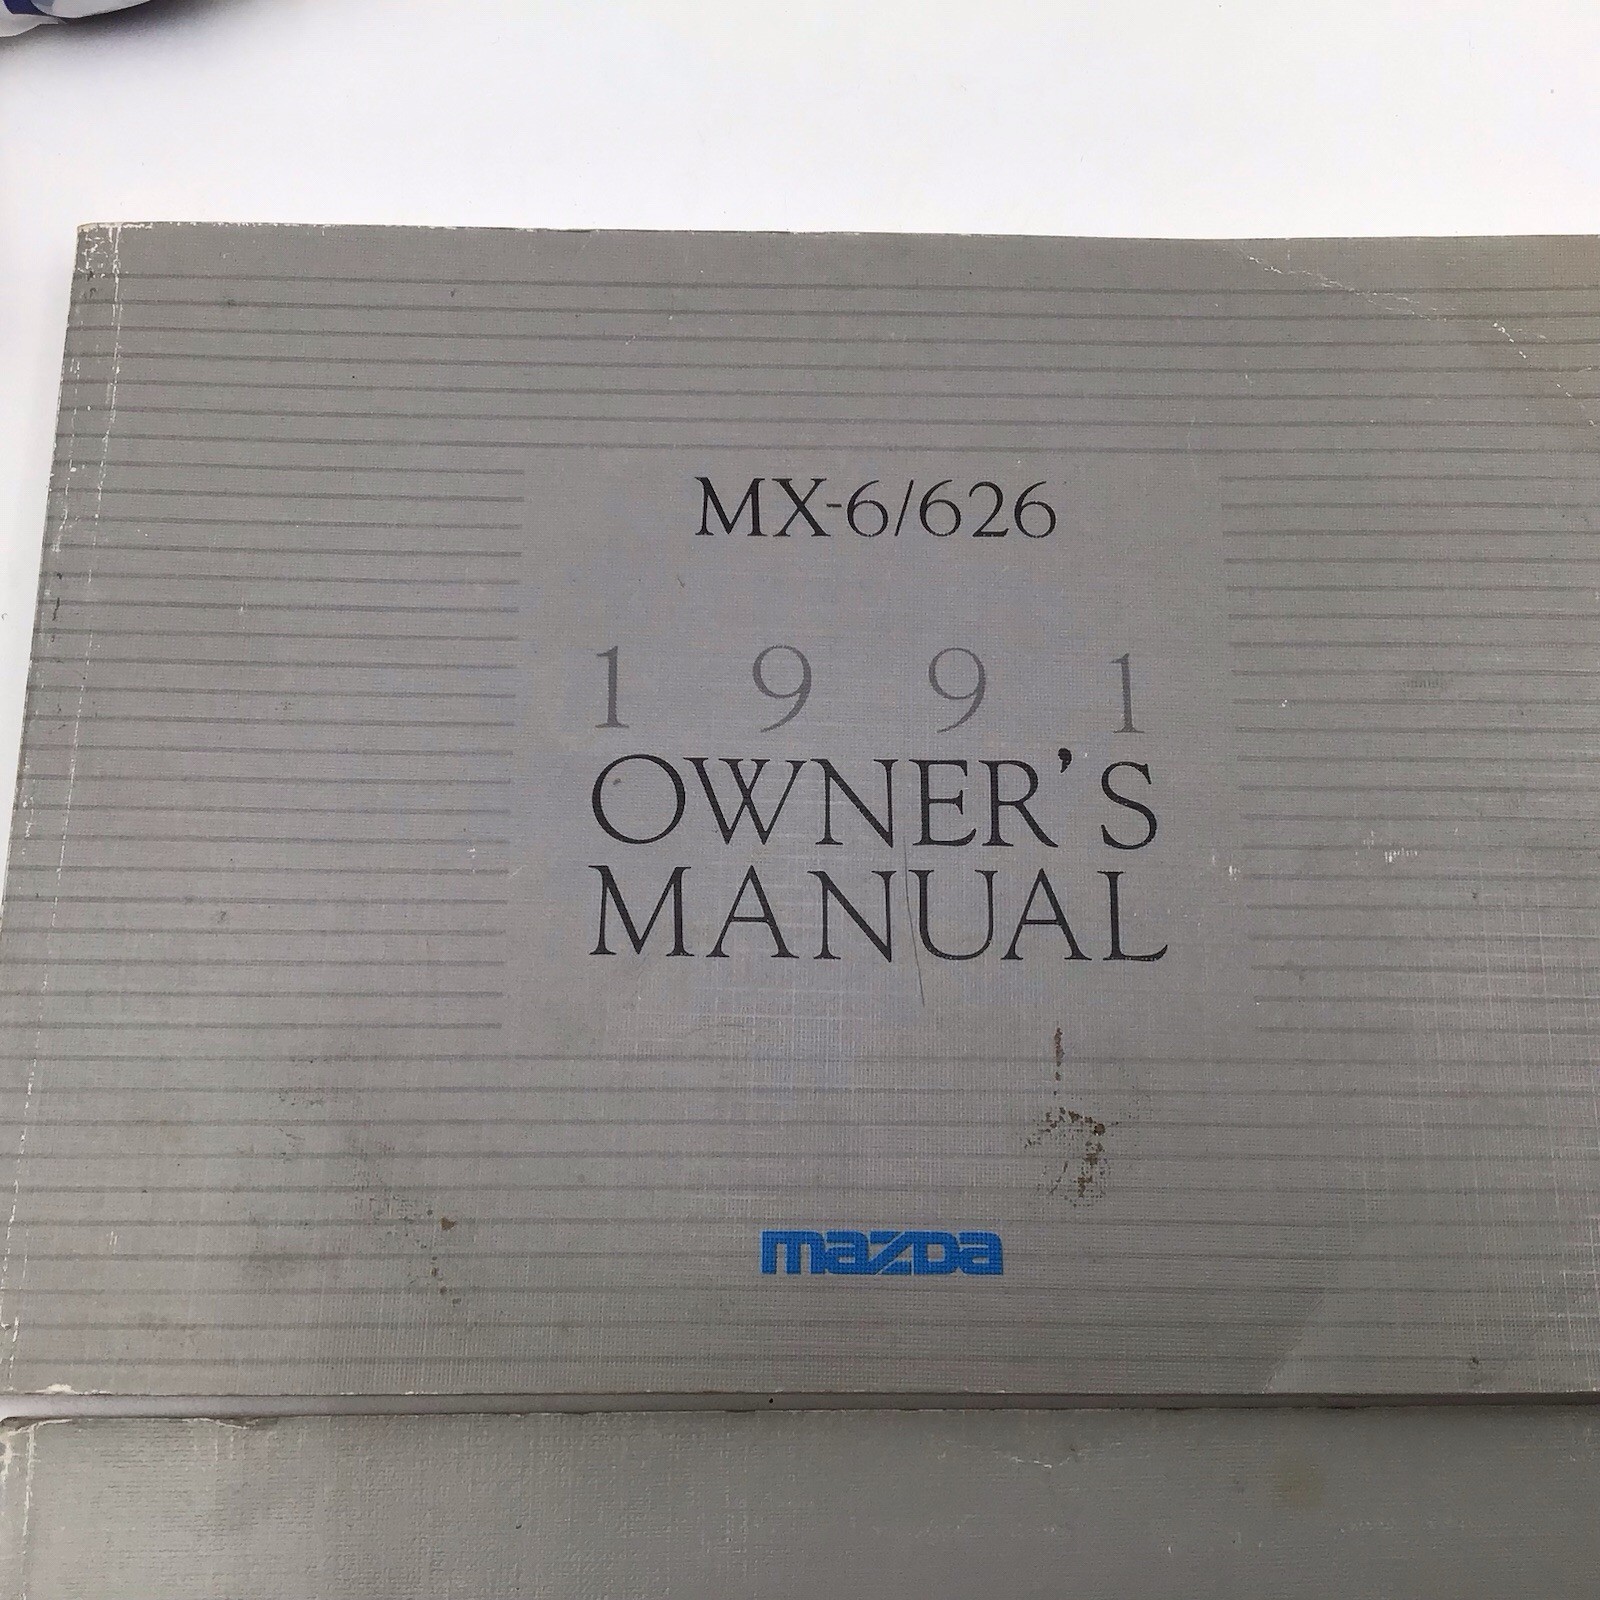 MX-6/626
1991
OWNER'S
MANUAL
mazda